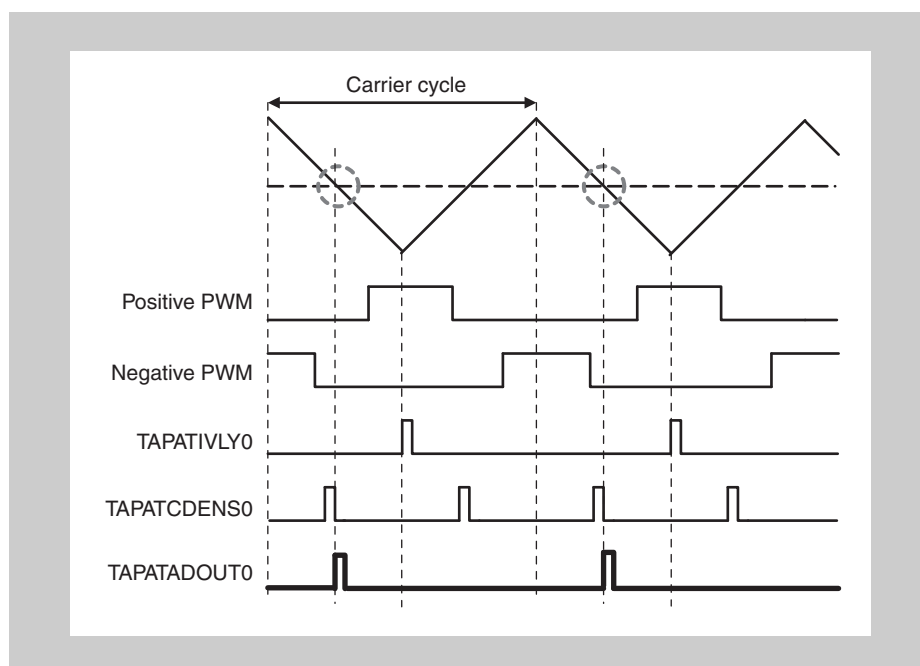 Carrier cycle
Positive PWM
Negative PWM
TAPATIVLY0
TAPATCDENS0
TAPATADOUT0